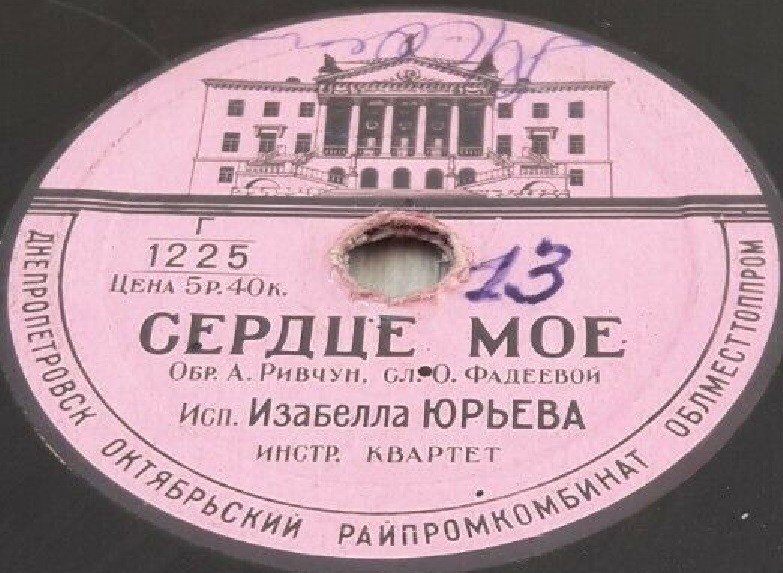 Г
1225
13
ЦЕНА 5Р.40К.
СЕРДЦЕ МОЕ
ОБР. А. РИВЧУН, СЛ. О. ФАДЕЕВОЙ
ИСП. ИЗАБЕЛЛА ЮРЬЕВА
ИНСТР. КВАРТЕТ
ДНЕПРОПЕТРОВСК ОКТЯБРЬСКИЙ РАЙПРОМКОМБИНАТ ОБЛМЕСТТОППРОМ